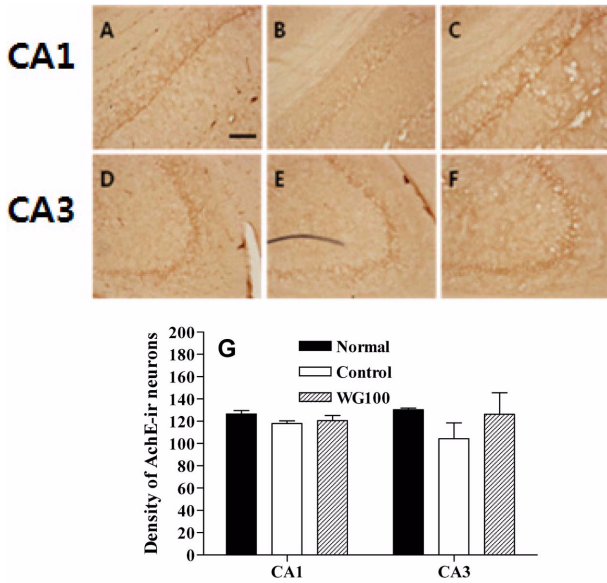 A B C
CA1
D E F
CA3
G
Normal
Control
WG100
Density of AchE-ir neurons
200
180
160
140
120
100
80
60
40
20
0
CA1 CA3